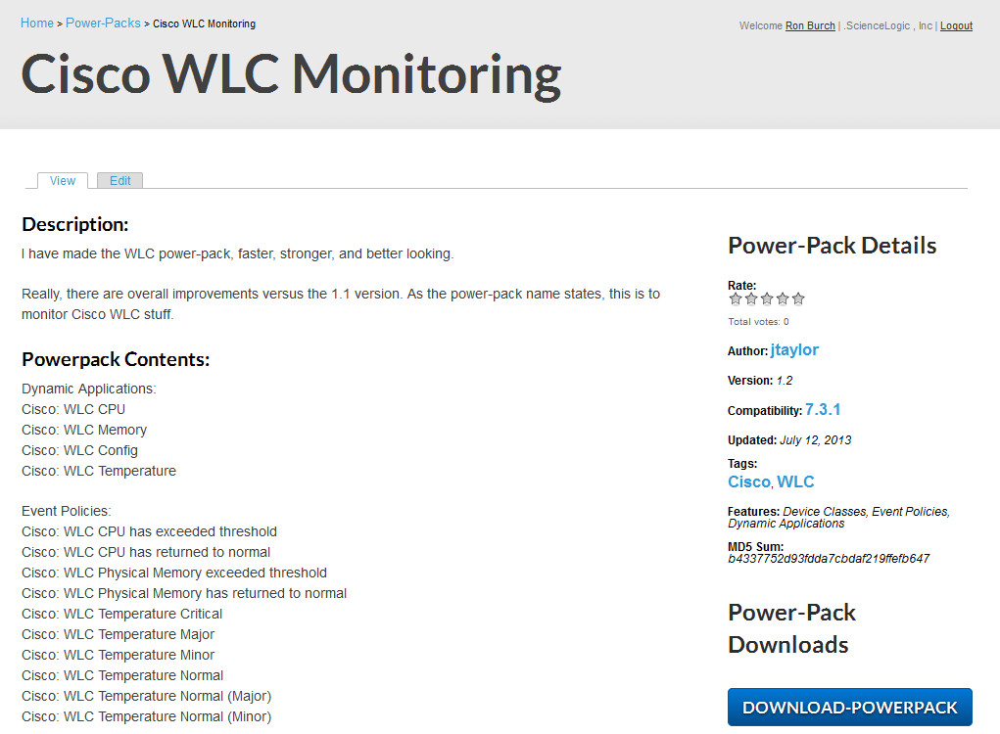 Home > Power-Packs > Cisco WLC Monitoring
Welcome Ron Burch | .ScienceLogic , Inc | Logout
Cisco WLC Monitoring
View
Edit
Description:
I have made the WLC power-pack, faster, stronger, and better looking.
Really, there are overall improvements versus the 1.1 version. As the power-pack name states, this is to
monitor Cisco WLC stuff.
Powerpack Contents:
Dynamic Applications:
Cisco: WLC CPU
Cisco: WLC Memory
Cisco: WLC Config
Cisco: WLC Temperature
Event Policies:
Cisco: WLC CPU has exceeded threshold
Cisco: WLC CPU has returned to normal
Cisco: WLC Physical Memory exceeded threshold
Cisco: WLC Physical Memory has returned to normal
Cisco: WLC Temperature Critical
Cisco: WLC Temperature Major
Cisco: WLC Temperature Minor
Cisco: WLC Temperature Normal
Cisco: WLC Temperature Normal (Major)
Cisco: WLC Temperature Normal (Minor)
Power-Pack Details
Rate:
Total votes: 0
Author: jtaylor
Version: 1.2
Compatibility: 7.3.1
Updated: July 12, 2013
Tags:
Cisco, WLC
Features: Device Classes, Event Policies,
Dynamic Applications
MD5 Sum:
b4337752d93fdda7cbdaf219ffefb647
Power-Pack
Downloads
DOWNLOAD-POWERPACK